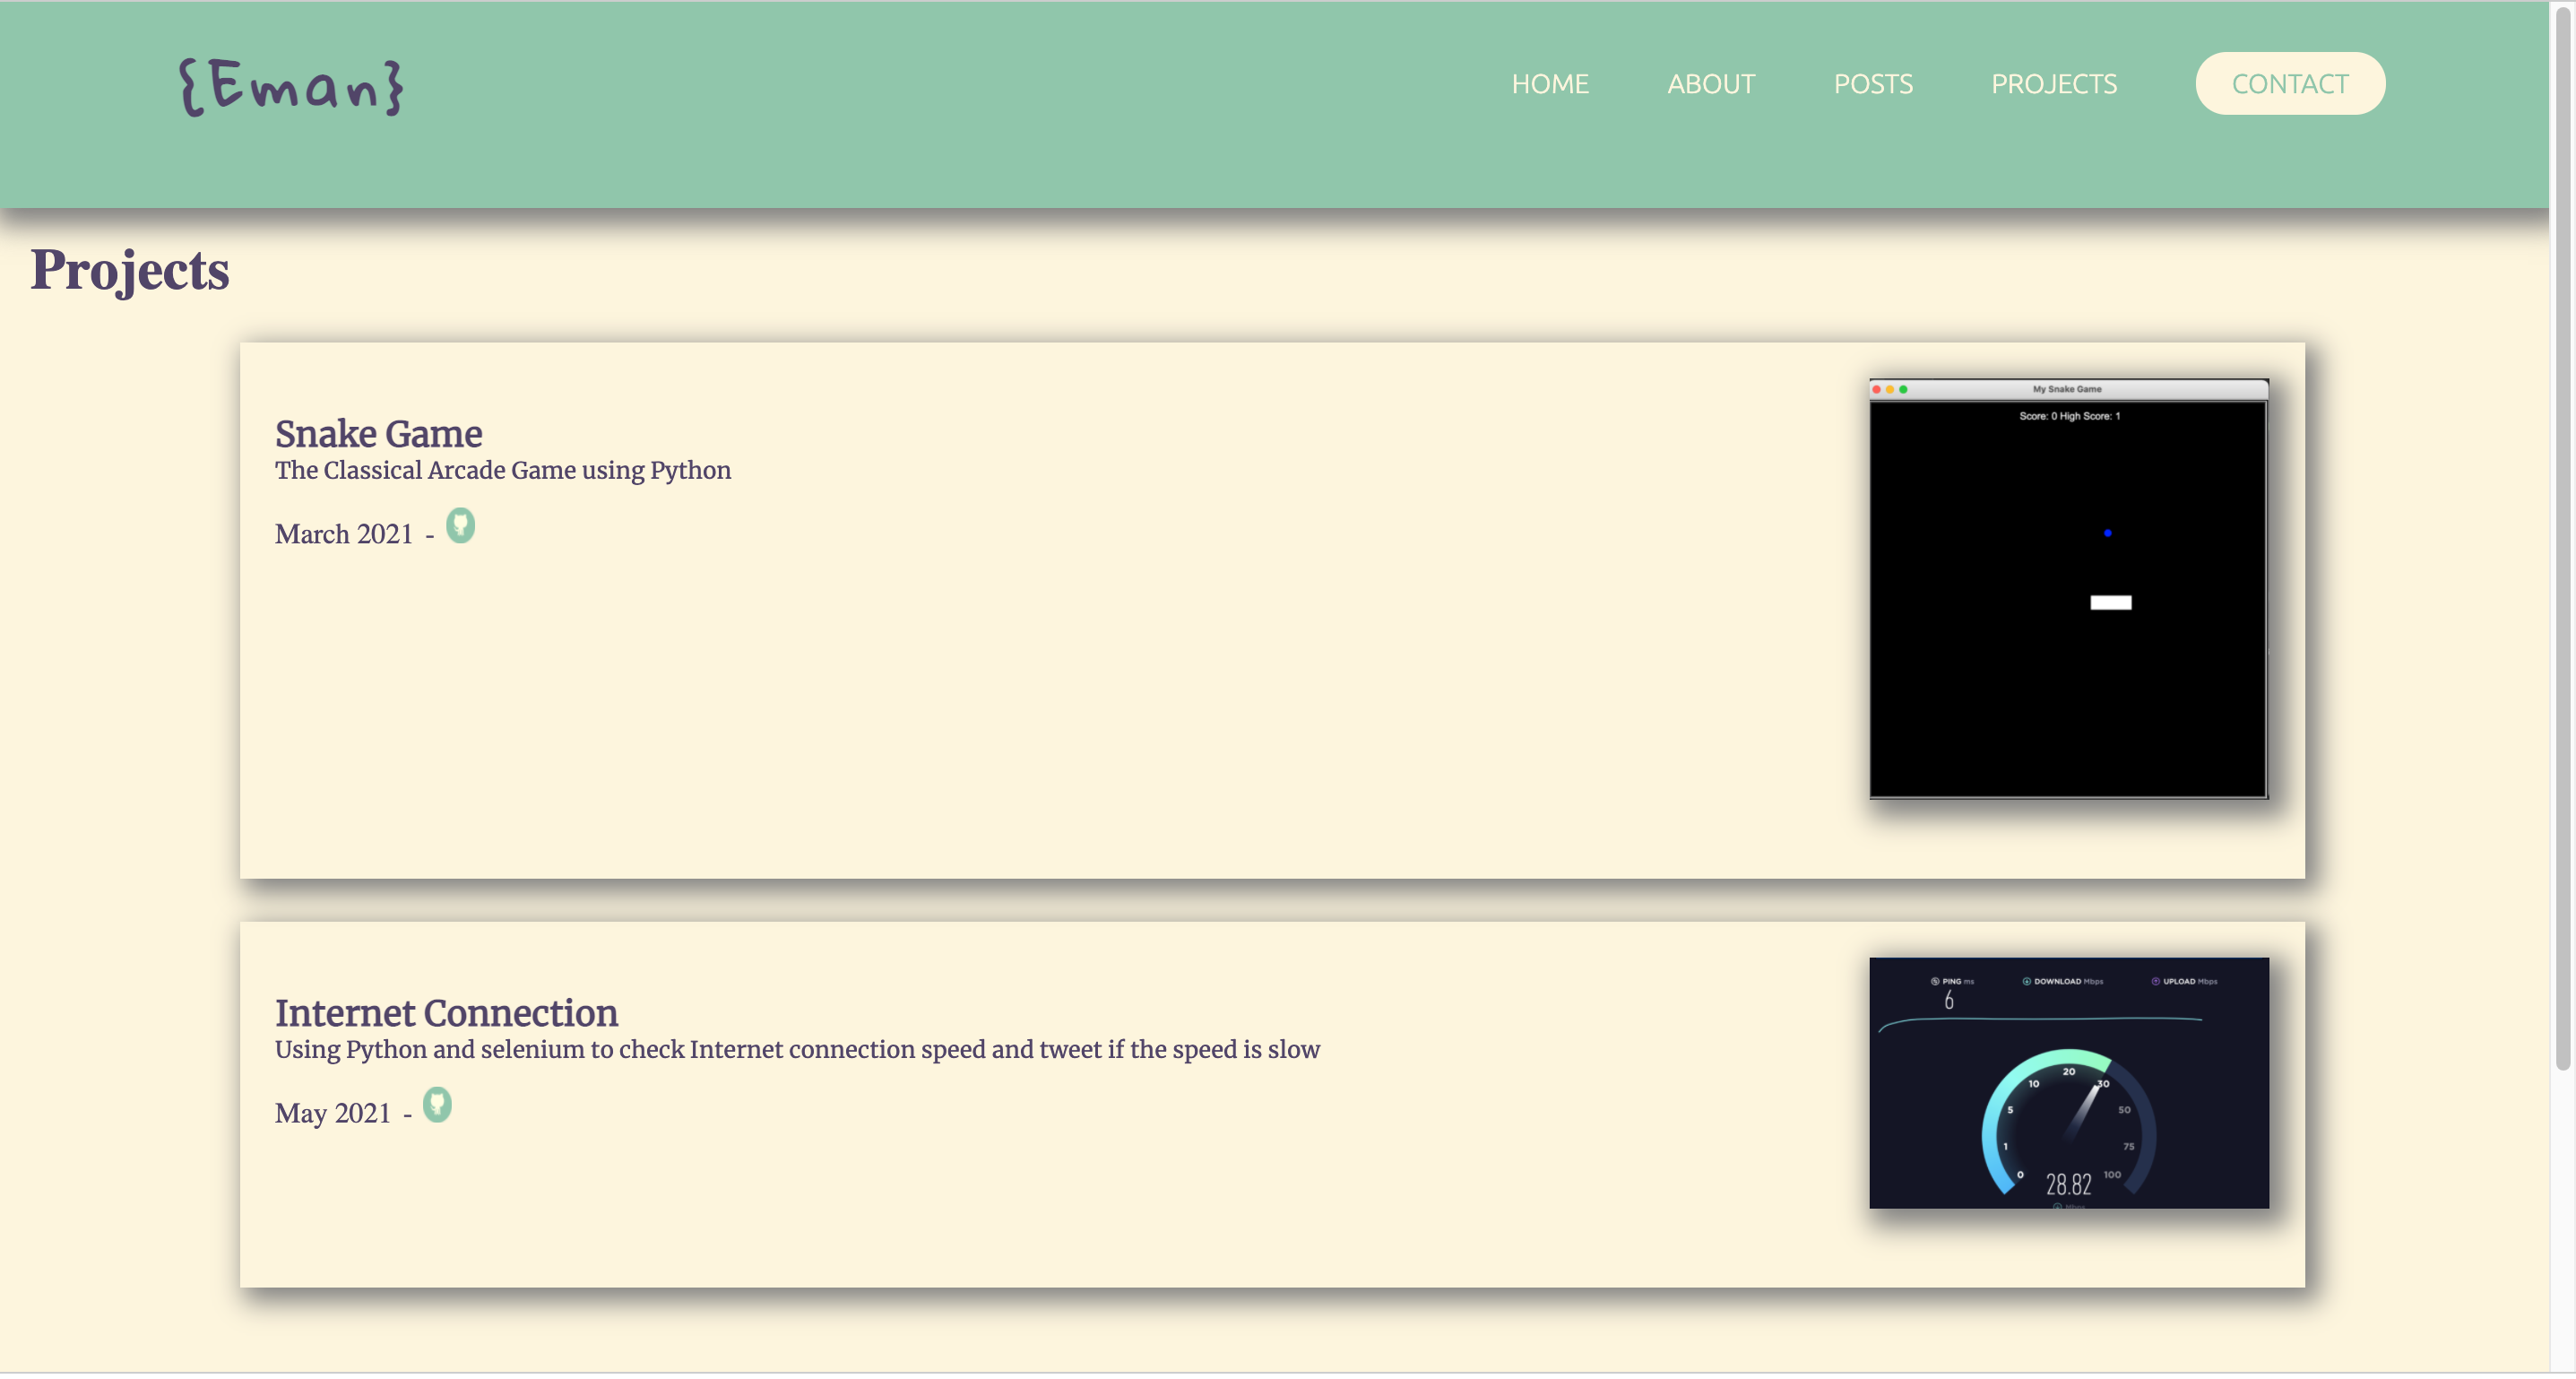 {Eman}
HOME ABOUT POSTS PROJECTS CONTACT
Projects
Snake Game
The Classical Arcade Game using Python
March 2021 -
My Snake Game
Score: 0 High Score: 1
Internet Connection
Using Python and selenium to check Internet connection speed and tweet if the speed is slow
May 2021 -
PING ms DOWNLOAD Mbps UPLOAD Mbps
6
0 1 5 10 20 30 50 75 100
28.82
Mbps